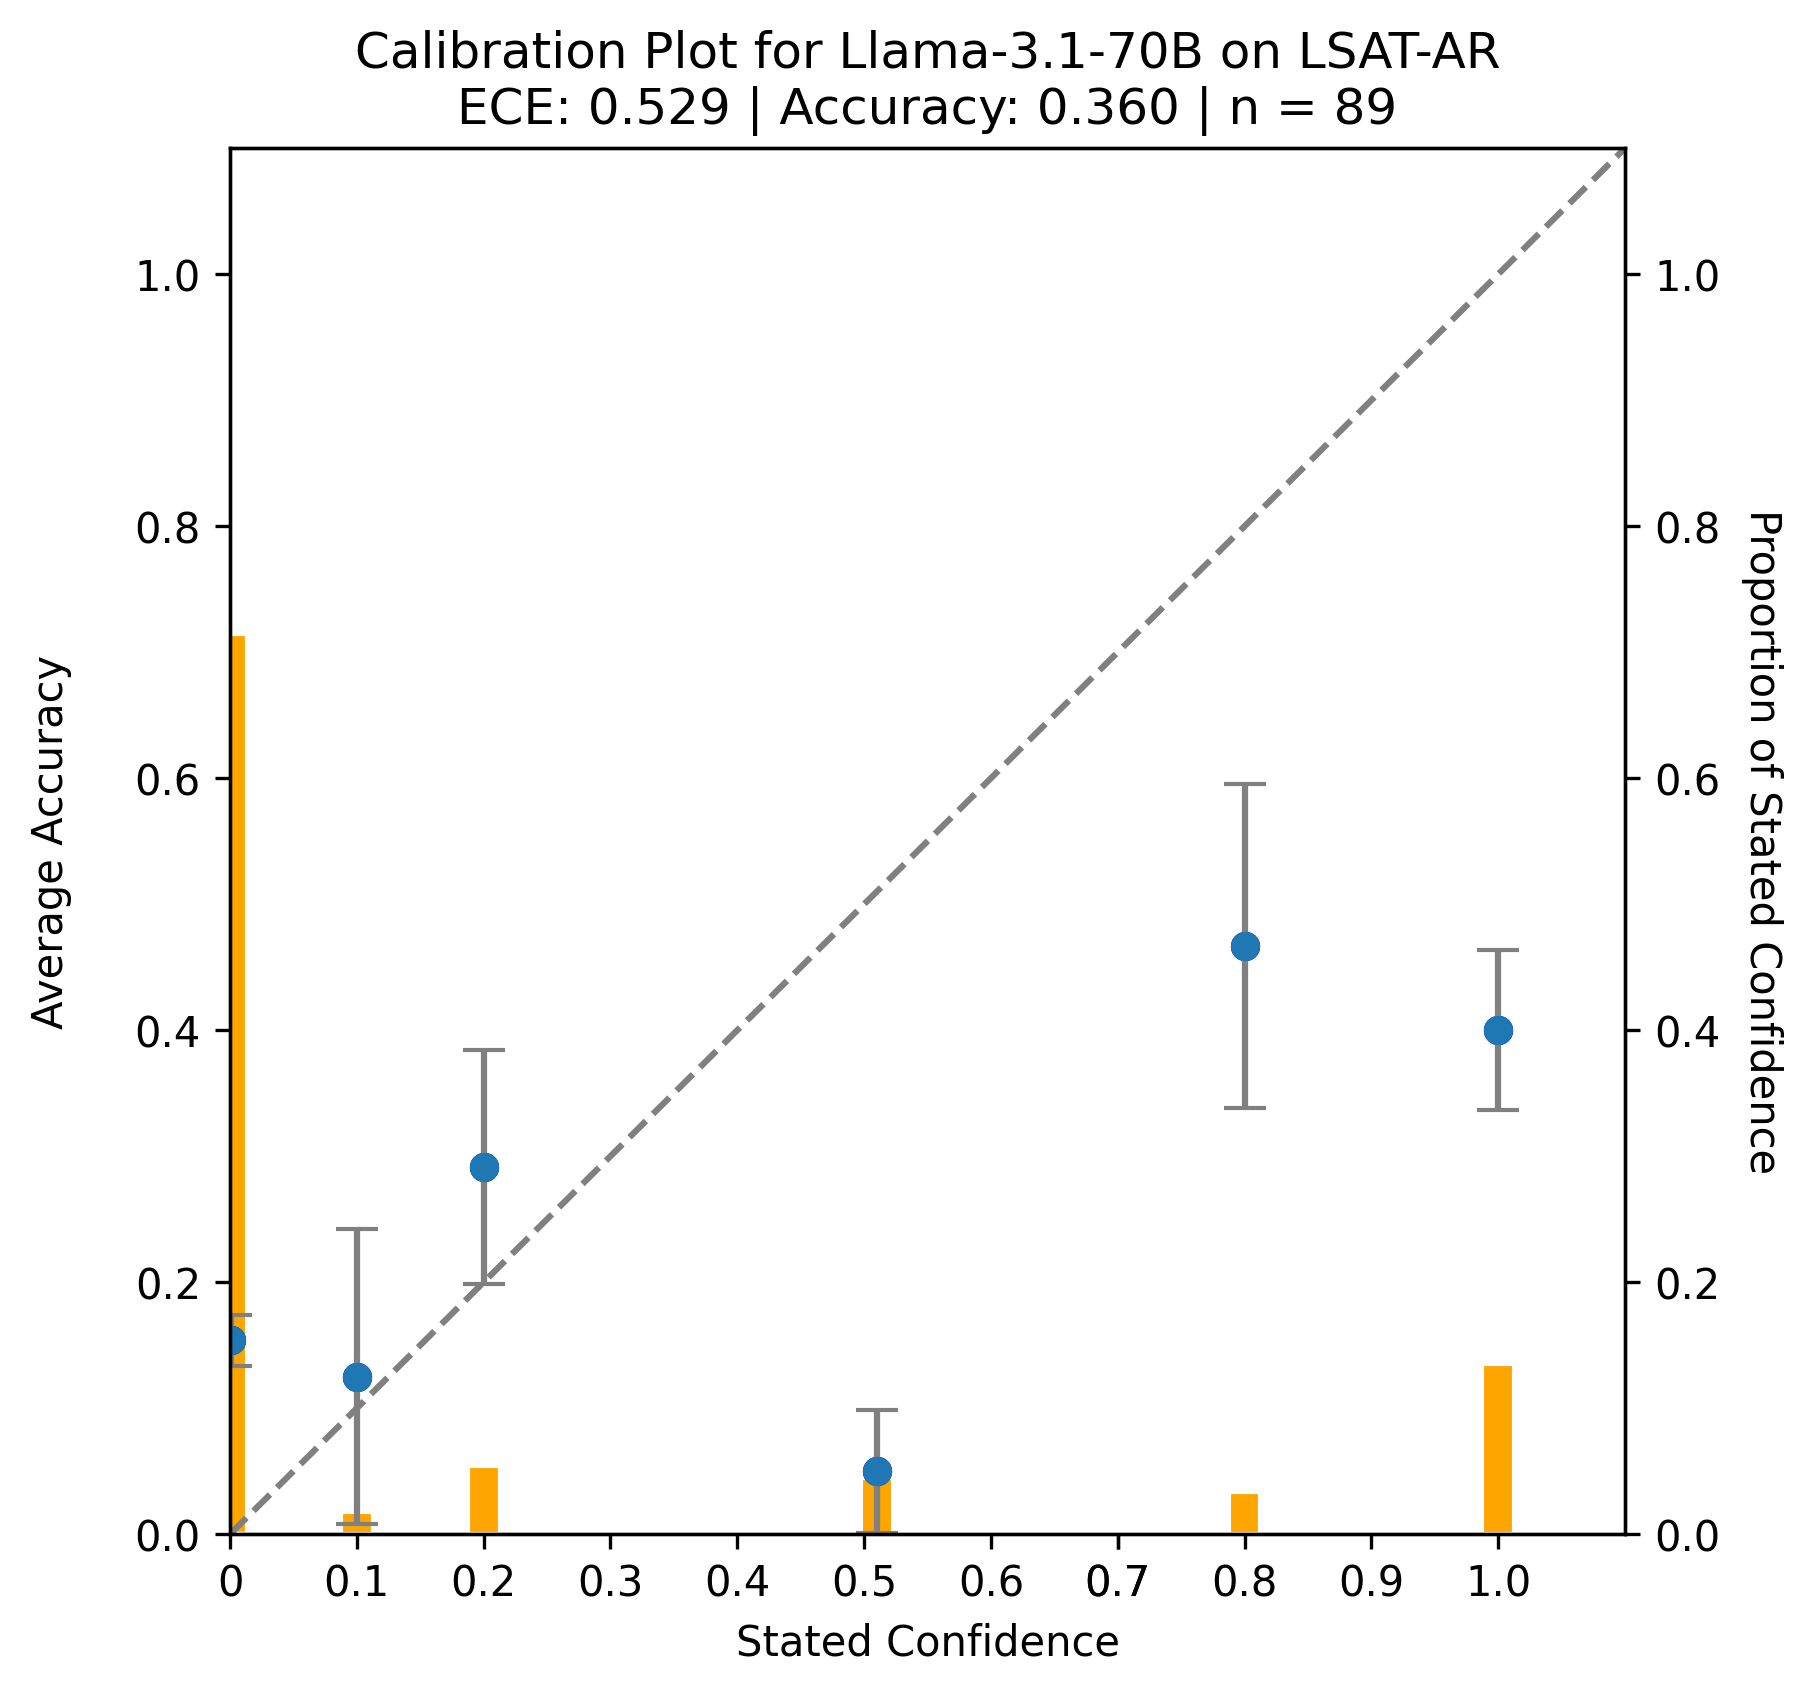 Calibration Plot for Llama-3.1-70B on LSAT-AR
ECE: 0.529 | Accuracy: 0.360 | n = 89
Average Accuracy
1.0
0.8
0.6
0.4
0.2
0.0
0 0.1 0.2 0.3 0.4 0.5 0.6 0.7 0.8 0.9 1.0
Stated Confidence
1.0
0.8
0.6
0.4
0.2
0.0
Proportion of Stated Confidence